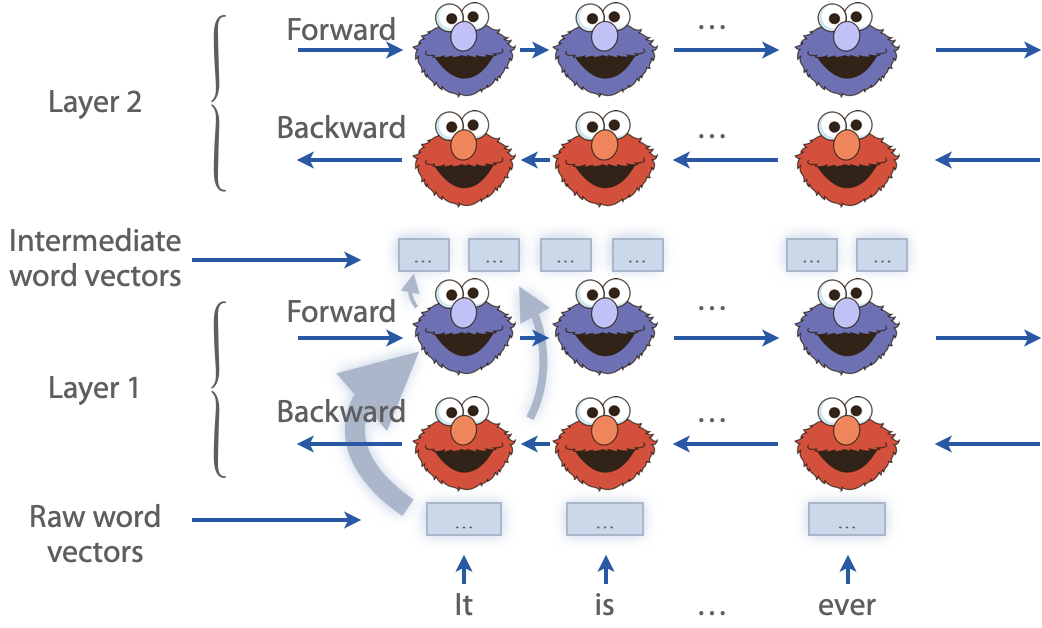 Forward
...
Layer 2
Backward
...
Intermediate
word vectors
... ... ... ... ... ...
Forward
...
Layer 1
Backward
...
Raw word
vectors
... ... ...
It is ... ever